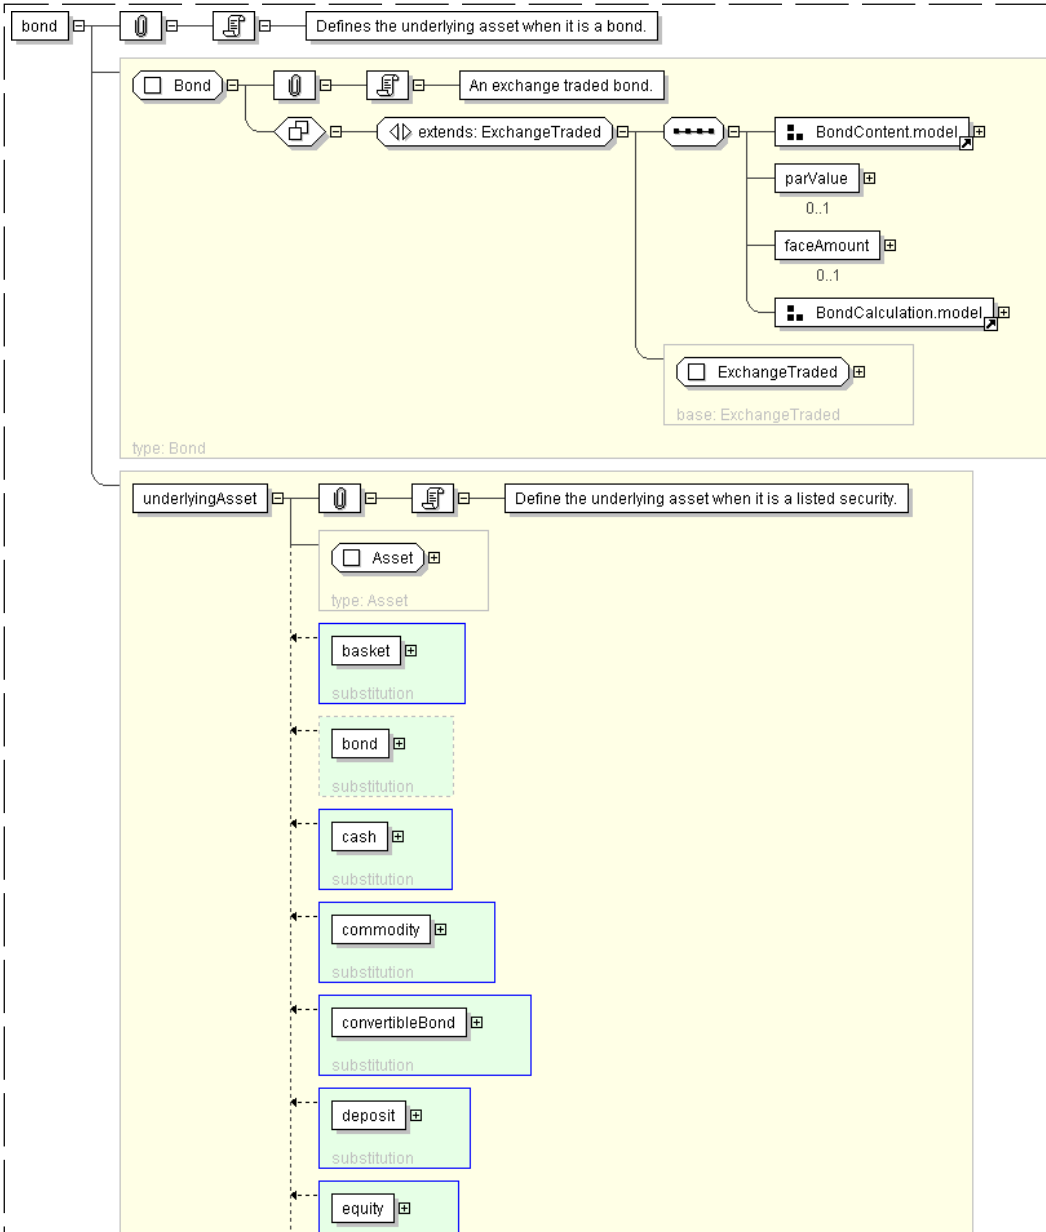 bond
Defines the underlying asset when it is a bond.
Bond
An exchange traded bond.
extends: ExchangeTraded
BondContent.model
parValue
0..1
faceAmount
0..1
BondCalculation.model
ExchangeTraded
base: ExchangeTraded
type: Bond
underlyingAsset
Define the underlying asset when it is a listed security.
Asset
type: Asset
basket
substitution
bond
substitution
cash
substitution
commodity
substitution
convertibleBond
substitution
deposit
substitution
equity